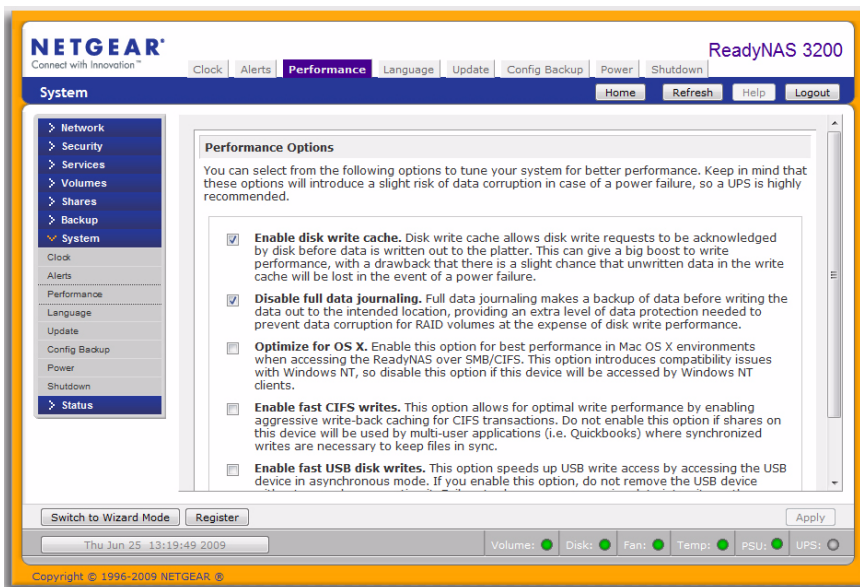 NETGEAR®
Connect with Innovation™
ReadyNAS 3200
Clock Alerts Performance Language Update Config Backup Power Shutdown
System
Home Refresh Help Logout
> Network
> Security
> Services
> Volumes
> Shares
> Backup
System
Clock
Alerts
Performance
Language
Update
Config Backup
Power
Shutdown
> Status
Performance Options
You can select from the following options to tune your system for better performance. Keep in mind that
these options will introduce a slight risk of data corruption in case of a power failure, so a UPS is highly
recommended.
Enable disk write cache. Disk write cache allows disk write requests to be acknowledged
by disk before data is written out to the platter. This can give a big boost to write
performance, with a drawback that there is a slight chance that unwritten data in the write
cache will be lost in the event of a power failure.
Disable full data journaling. Full data journaling makes a backup of data before writing the
data out to the intended location, providing an extra level of data protection needed to
prevent data corruption for RAID volumes at the expense of disk write performance.
Optimize for OS X. Enable this option for best performance in Mac OS X environments
when accessing the ReadyNAS over SMB/CIFS. This option introduces compatibility issues
with Windows NT, so disable this option if this device will be accessed by Windows NT
clients.
Enable fast CIFS writes. This option allows for optimal write performance by enabling
aggressive write-back caching for CIFS transactions. Do not enable this option if shares on
this device will be used by multi-user applications (i.e. Quickbooks) where synchronized
writes are necessary to keep files in sync.
Enable fast USB disk writes. This option speeds up USB write access by accessing the USB
device in asynchronous mode. If you enable this option, do not remove the USB device
Switch to Wizard Mode Register Apply
Thu Jun 25 13:19:49 2009
Volume: Disk: Fan: Temp: PSU: UPS:
Copyright © 1996-2009 NETGEAR ®